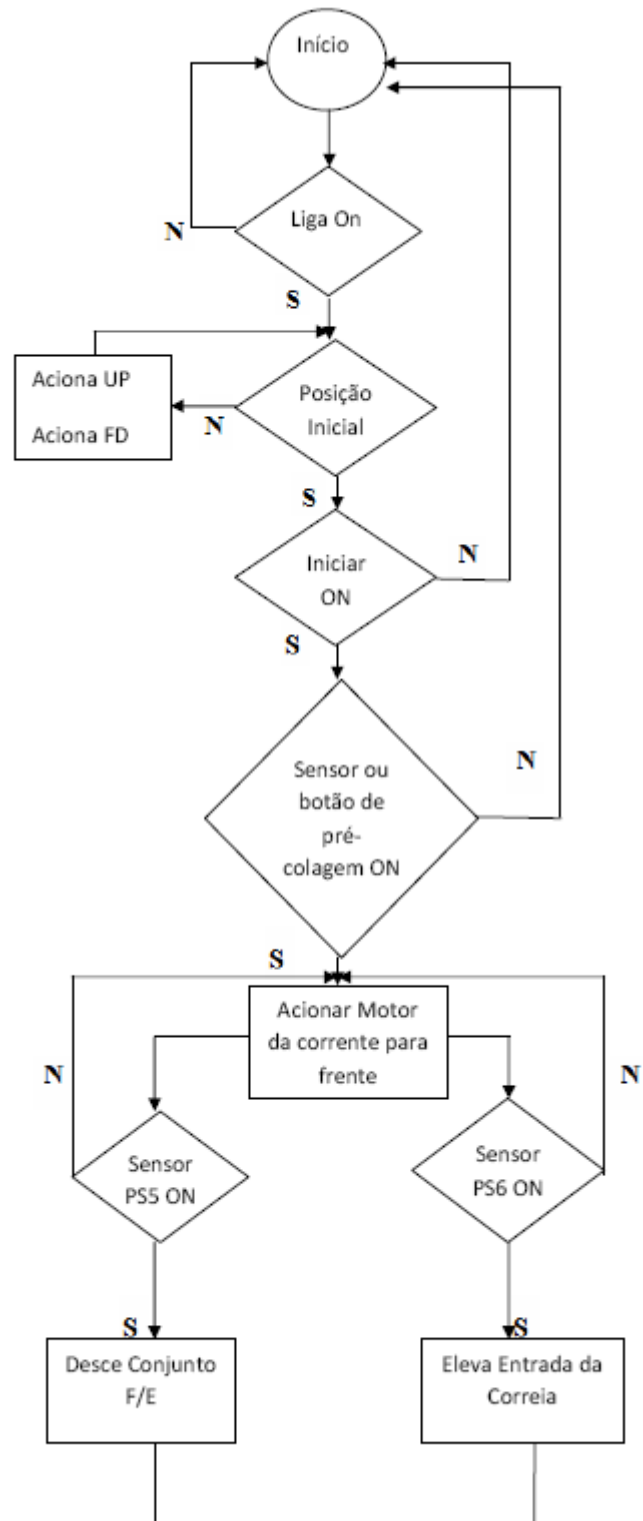 Início
Liga On
N
S
Aciona UP
Aciona FD
N
Posição
Inicial
S
N
Iniciar
ON
S
N
Sensor ou
botão de
pré-
colagem ON
S
Acionar Motor
da corrente para
frente
N
N
Sensor
PS5 ON
Sensor
PS6 ON
S
S
Desce Conjunto
F/E
Eleva Entrada da
Correia